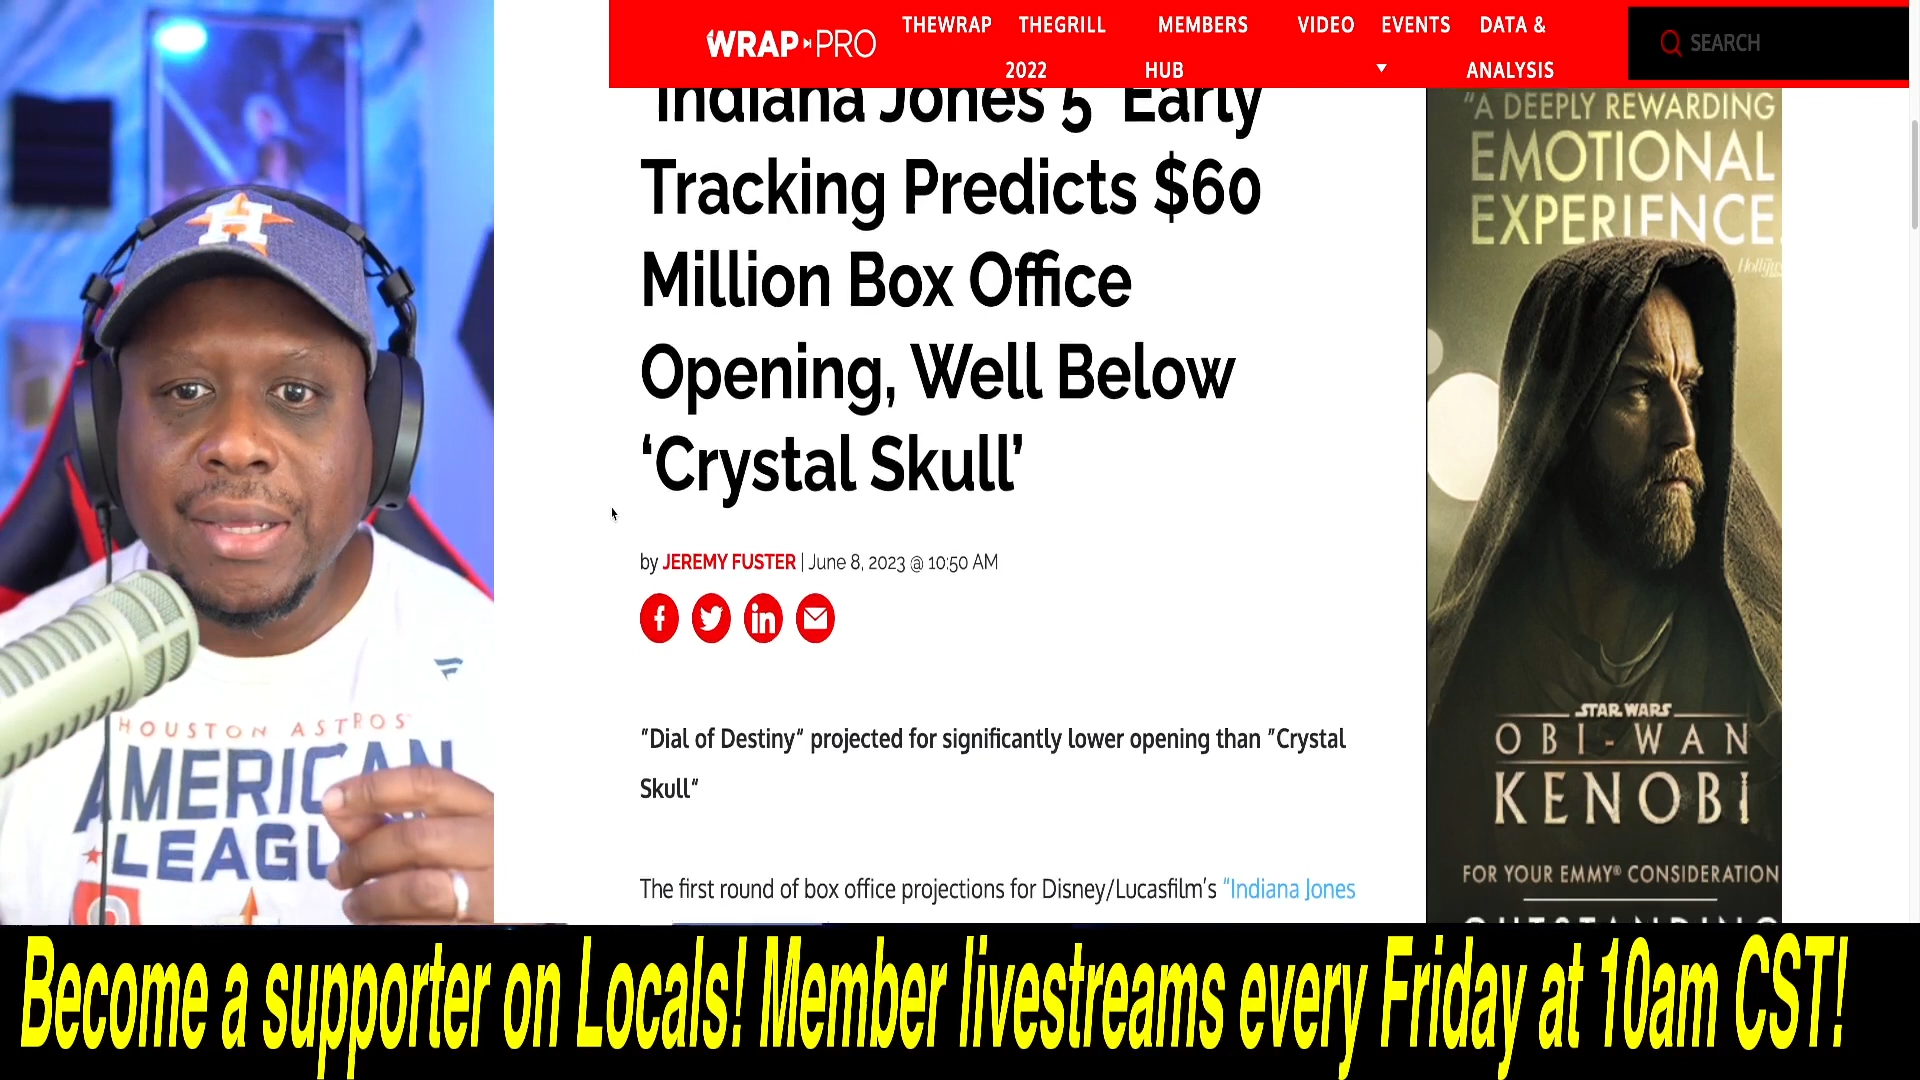 WRAP PRO
THEWRAP THEGRILL MEMBERS VIDEO EVENTS DATA &
2022 HUB ANALYSIS
SEARCH
'Indiana Jones 5' Early
Tracking Predicts $60
Million Box Office
Opening, Well Below
‘Crystal Skull’
by JEREMY FUSTER | June 8, 2023 @ 10:50 AM
"Dial of Destiny" projected for significantly lower opening than "Crystal
Skull"
The first round of box office projections for Disney/Lucasfilm's "Indiana Jones
"A DEEPLY REWARDING
EMOTIONAL
EXPERIENCE.
STAR WARS
OBI-WAN
KENOBI
FOR YOUR EMMY® CONSIDERATION
OUTSTANDING
H
HOUSTON ASTROS
AMERICAN
LEAGU
Become a supporter on Locals! Member livestreams every Friday at 10am CST!